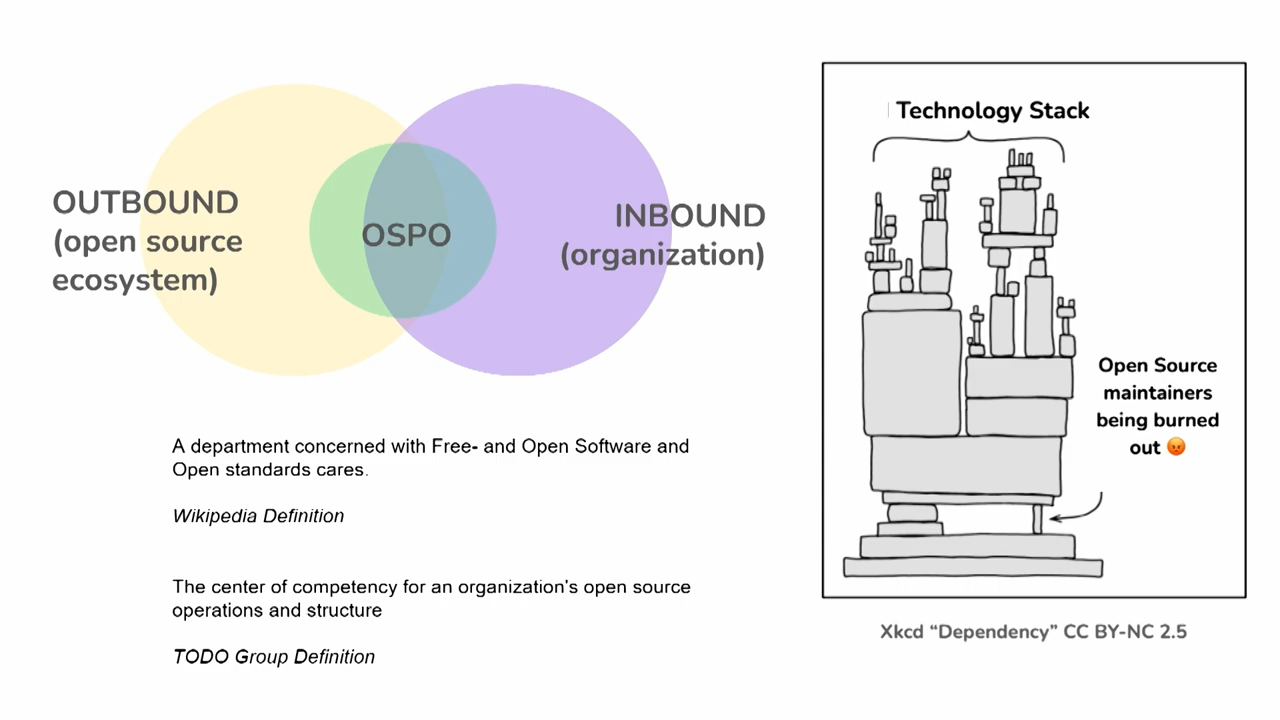 OUTBOUND
(open source
ecosystem)
OSPO
INBOUND
(organization)
A department concerned with Free- and Open Software and
Open standards cares.
Wikipedia Definition
The center of competency for an organization's open source
operations and structure
TODO Group Definition
Technology Stack
Open Source
maintainers
being burned
out 😡
Xkcd “Dependency” CC BY-NC 2.5